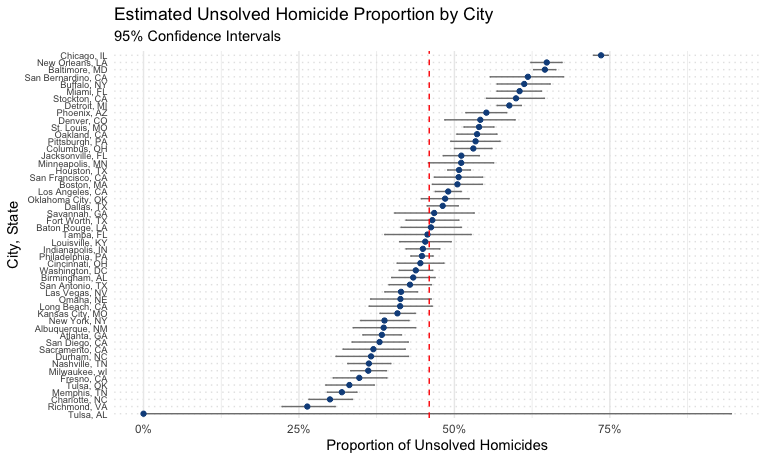 Estimated Unsolved Homicide Proportion by City
95% Confidence Intervals
City, State
Chicago, IL
New Orleans, LA
Baltimore, MD
San Bernardino, CA
Buffalo, NY
Miami, FL
Stockton, CA
Detroit, MI
Phoenix, AZ
Denver, CO
St. Louis, MO
Oakland, CA
Pittsburgh, PA
Columbus, OH
Jacksonville, FL
Minneapolis, MN
Houston, TX
San Francisco, CA
Boston, MA
Los Angeles, CA
Oklahoma City, OK
Dallas, TX
Savannah, GA
Fort Worth, TX
Baton Rouge, LA
Tampa, FL
Louisville, KY
Indianapolis, IN
Philadelphia, PA
Cincinnati, OH
Washington, DC
Birmingham, AL
San Antonio, TX
Las Vegas, NV
Omaha, NE
Long Beach, CA
Kansas City, MO
New York, NY
Albuquerque, NM
Atlanta, GA
San Diego, CA
Sacramento, CA
Durham, NC
Nashville, TN
Milwaukee, wI
Fresno, CA
Tulsa, OK
Memphis, TN
Charlotte, NC
Richmond, VA
Tulsa, AL
0% 25% 50% 75%
Proportion of Unsolved Homicides